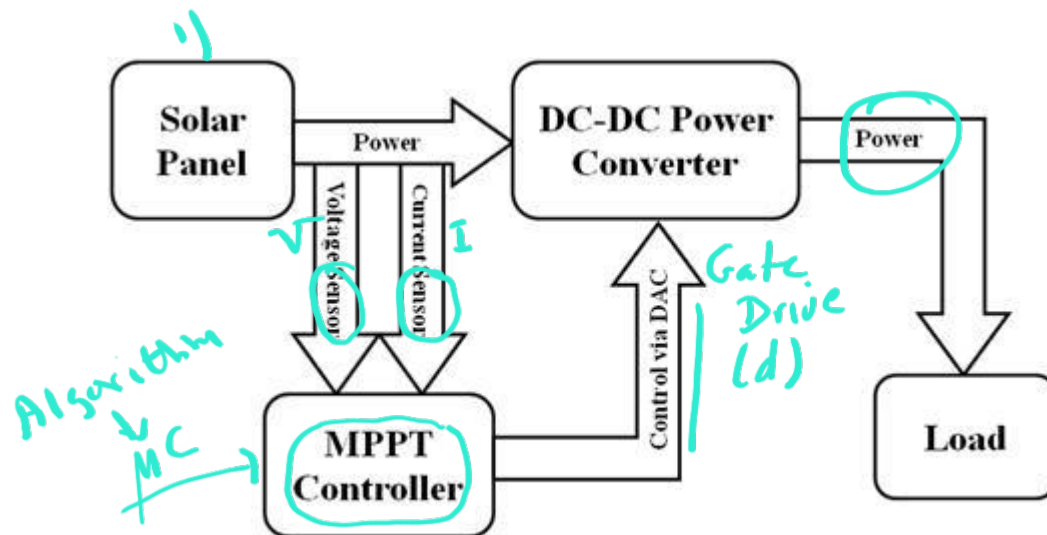 1)
Solar
Panel
Power
DC-DC Power
Converter
Power
V
Voltage Sensor
Current Sensor
I
Control via DAC
Gate
Drive
(d)
Algorithm
μC
MPPT
Controller
Load